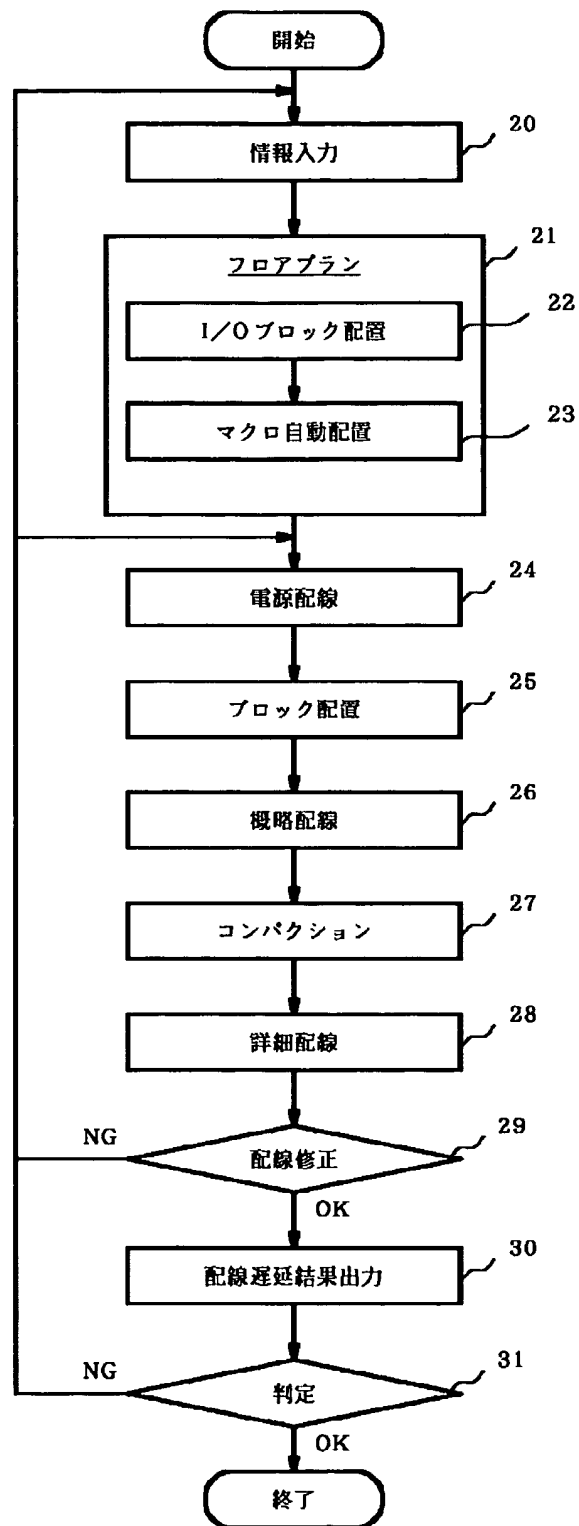 開始
情報入力
20
フロアプラン
21
I/Oブロック配置
22
マクロ自動配置
23
電源配線
24
ブロック配置
25
概略配線
26
コンパクション
27
詳細配線
28
NG
配線修正
29
OK
配線遅延結果出力
30
NG
判定
31
OK
終了